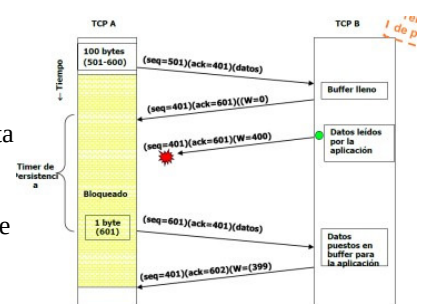 TCP A
TCP B
de p
100 bytes
(501-600)
(seq=501)(ack=401)(datos)
← Tiempo
Buffer lleno
(seq=401)(ack=601)((W=0)
Datos leídos
por la
aplicación
(seq=401)(ack=601)(W=400)
Timer de
Persistenci
a
Bloqueado
1 byte
(601)
(seq=601)(ack=401)(datos)
Datos
puestos en
buffer para
la aplicación
(seq=401)(ack=602)(W=(399)